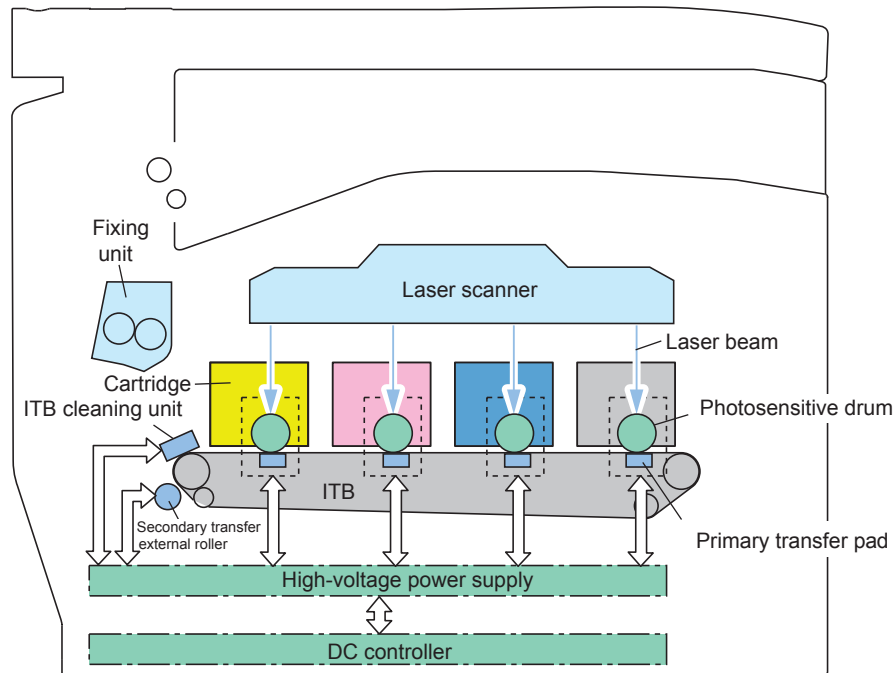 Fixing
unit
Laser scanner
Laser beam
Cartridge
ITB cleaning unit
Photosensitive drum
ITB
Secondary transfer
external roller
Primary transfer pad
High-voltage power supply
DC controller